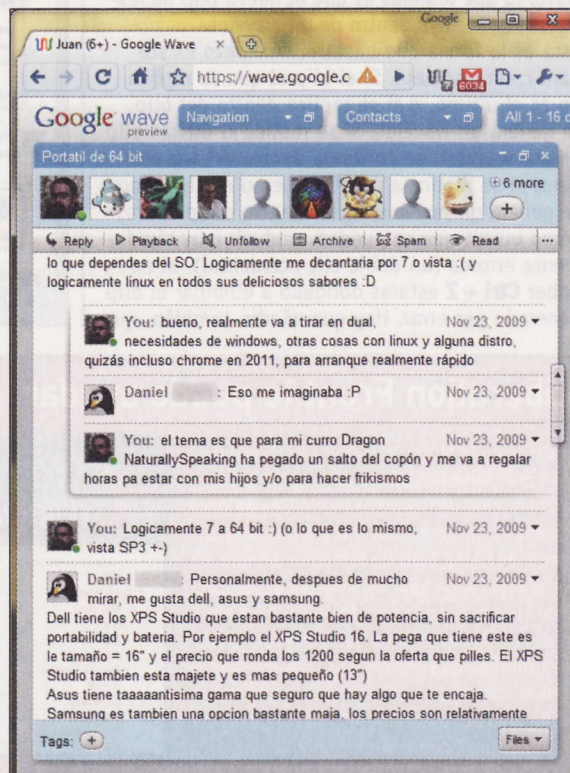 Google
Juan (6+) - Google Wave
https://wave.google.c
6034
Google wave
preview
Navigation
Contacts
All 1 - 16 o
Portatil de 64 bit
6 more
Reply
Playback
Unfollow
Archive
Spam
Read
lo que dependes del SO. Logicamente me decantaria por 7 o vista :( y
logicamente linux en todos sus deliciosos sabores :D
You: bueno, realmente va a tirar en dual, Nov 23, 2009
necesidades de windows, otras cosas con linux y alguna distro,
quizás incluso chrome en 2011, para arranque realmente rápido
Daniel : Eso me imaginaba :P Nov 23, 2009
You: el tema es que para mi curro Dragon Nov 23, 2009
NaturallySpeaking ha pegado un salto del copón y me va a regalar
horas pa estar con mis hijos y/o para hacer frikismos
You: Logicamente 7 a 64 bit :) (o lo que es lo mismo, Nov 23, 2009
vista SP3 +-)
Daniel : Personalmente, despues de mucho Nov 23, 2009
mirar, me gusta dell, asus y samsung.
Dell tiene los XPS Studio que estan bastante bien de potencia, sin sacrificar
portabilidad y bateria. Por ejemplo el XPS Studio 16. La pega que tiene este es
le tamaño = 16" y el precio que ronda los 1200 segun la oferta que pilles. El XPS
Studio tambien esta majete y es mas pequeño (13")
Asus tiene taaaaantisima gama que seguro que hay algo que te encaja.
Samsung es tambien una opcion bastante maja, los precios son relativamente
Tags:
Files